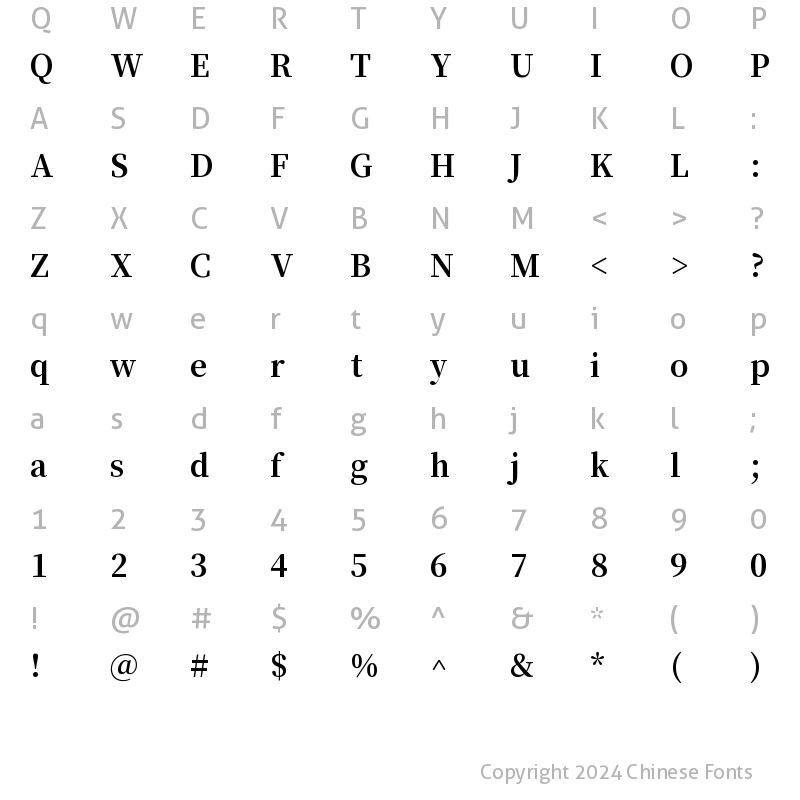 Q W E R T Y U I O P
Q W E R T Y U I O P
A S D F G H J K L :
A S D F G H J K L :
Z X C V B N M < > ?
Z X C V B N M < > ?
q w e r t y u i o p
q w e r t y u i o p
a s d f g h j k l ;
a s d f g h j k l ;
1 2 3 4 5 6 7 8 9 0
1 2 3 4 5 6 7 8 9 0
! @ # $ % ^ & * ( )
! @ # $ % ^ & * ( )
Copyright 2024 Chinese Fonts